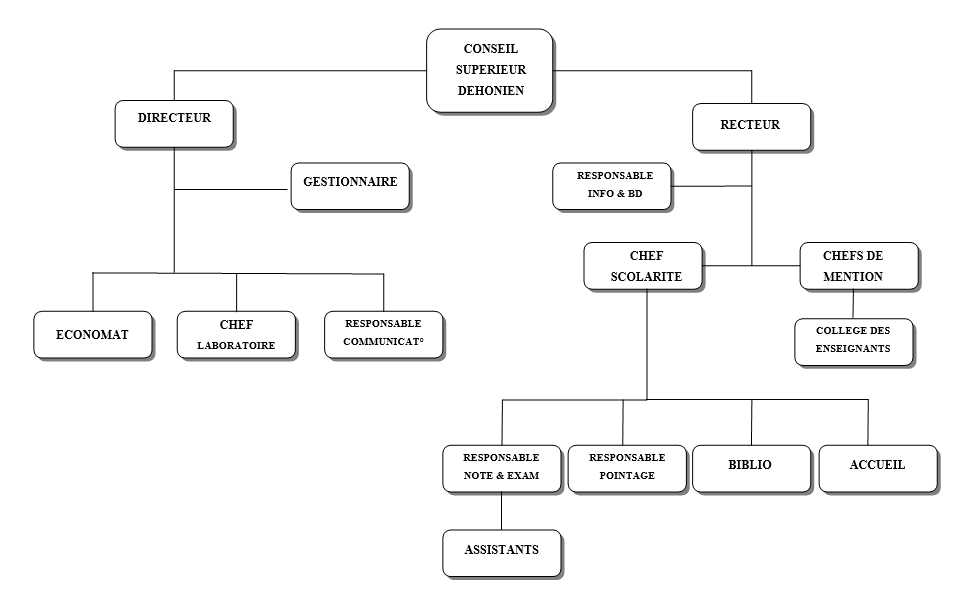 CONSEIL
SUPERIEUR
DEHONIEN
DIRECTEUR
RECTEUR
GESTIONNAIRE
RESPONSABLE
INFO & BD
CHEF
SCOLARITE
CHEFS DE
MENTION
ECONOMAT
CHEF
LABORATOIRE
RESPONSABLE
COMMUNICAT°
COLLEGE DES
ENSEIGNANTS
RESPONSABLE
NOTE & EXAM
RESPONSABLE
POINTAGE
BIBLIO
ACCUEIL
ASSISTANTS